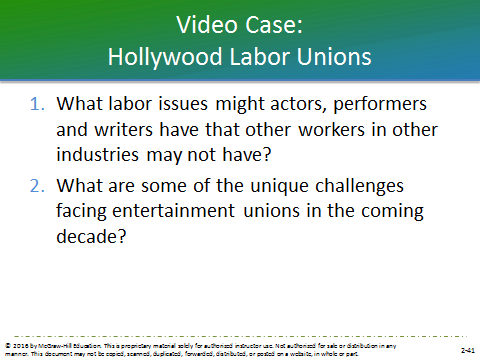 Video Case:
Hollywood Labor Unions
1. What labor issues might actors, performers
and writers have that other workers in other
industries may not have?
2. What are some of the unique challenges
facing entertainment unions in the coming
decade?
© 2016 by McGraw-Hill Education. This is proprietary material solely for authorized instructor use. Not authorized for sale or distribution in any
manner. This document may not be copied, scanned, duplicated, forwarded, distributed, or posted on a website, in whole or part.
2-41